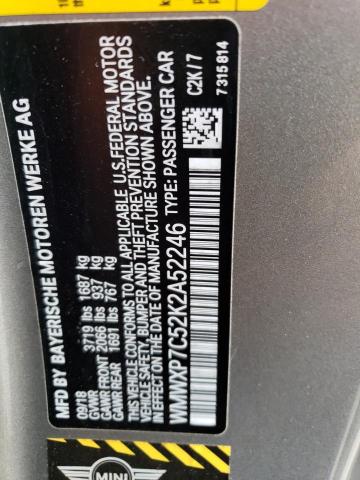 MFD BY BAYERISCHE MOTOREN WERKE AG
09/18
GVWR 3719 lbs 1687 kg
GAWR FRONT 2066 lbs 937 kg
GAWR REAR 1691 lbs 767 kg
THIS VEHICLE CONFORMS TO ALL APPLICABLE U.S. FEDERAL MOTOR
VEHICLE SAFETY, BUMPER AND THEFT PREVENTION STANDARDS
IN EFFECT ON THE DATE OF MANUFACTURE SHOWN ABOVE.
WMWXP7C52K2A52246 TYPE: PASSENGER CAR
C2K / 7
7 315 814
MINI